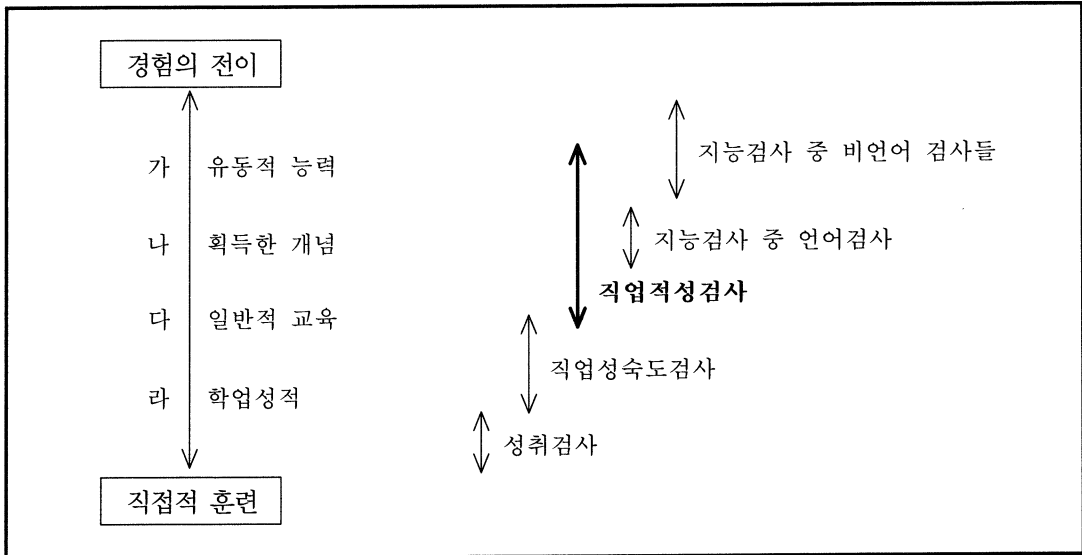 경험의 전이
가 유동적 능력
지능검사 중 비언어 검사들
나 획득한 개념
지능검사 중 언어검사
직업적성검사
다 일반적 교육
직업성숙도검사
라 학업성적
성취검사
직접적 훈련